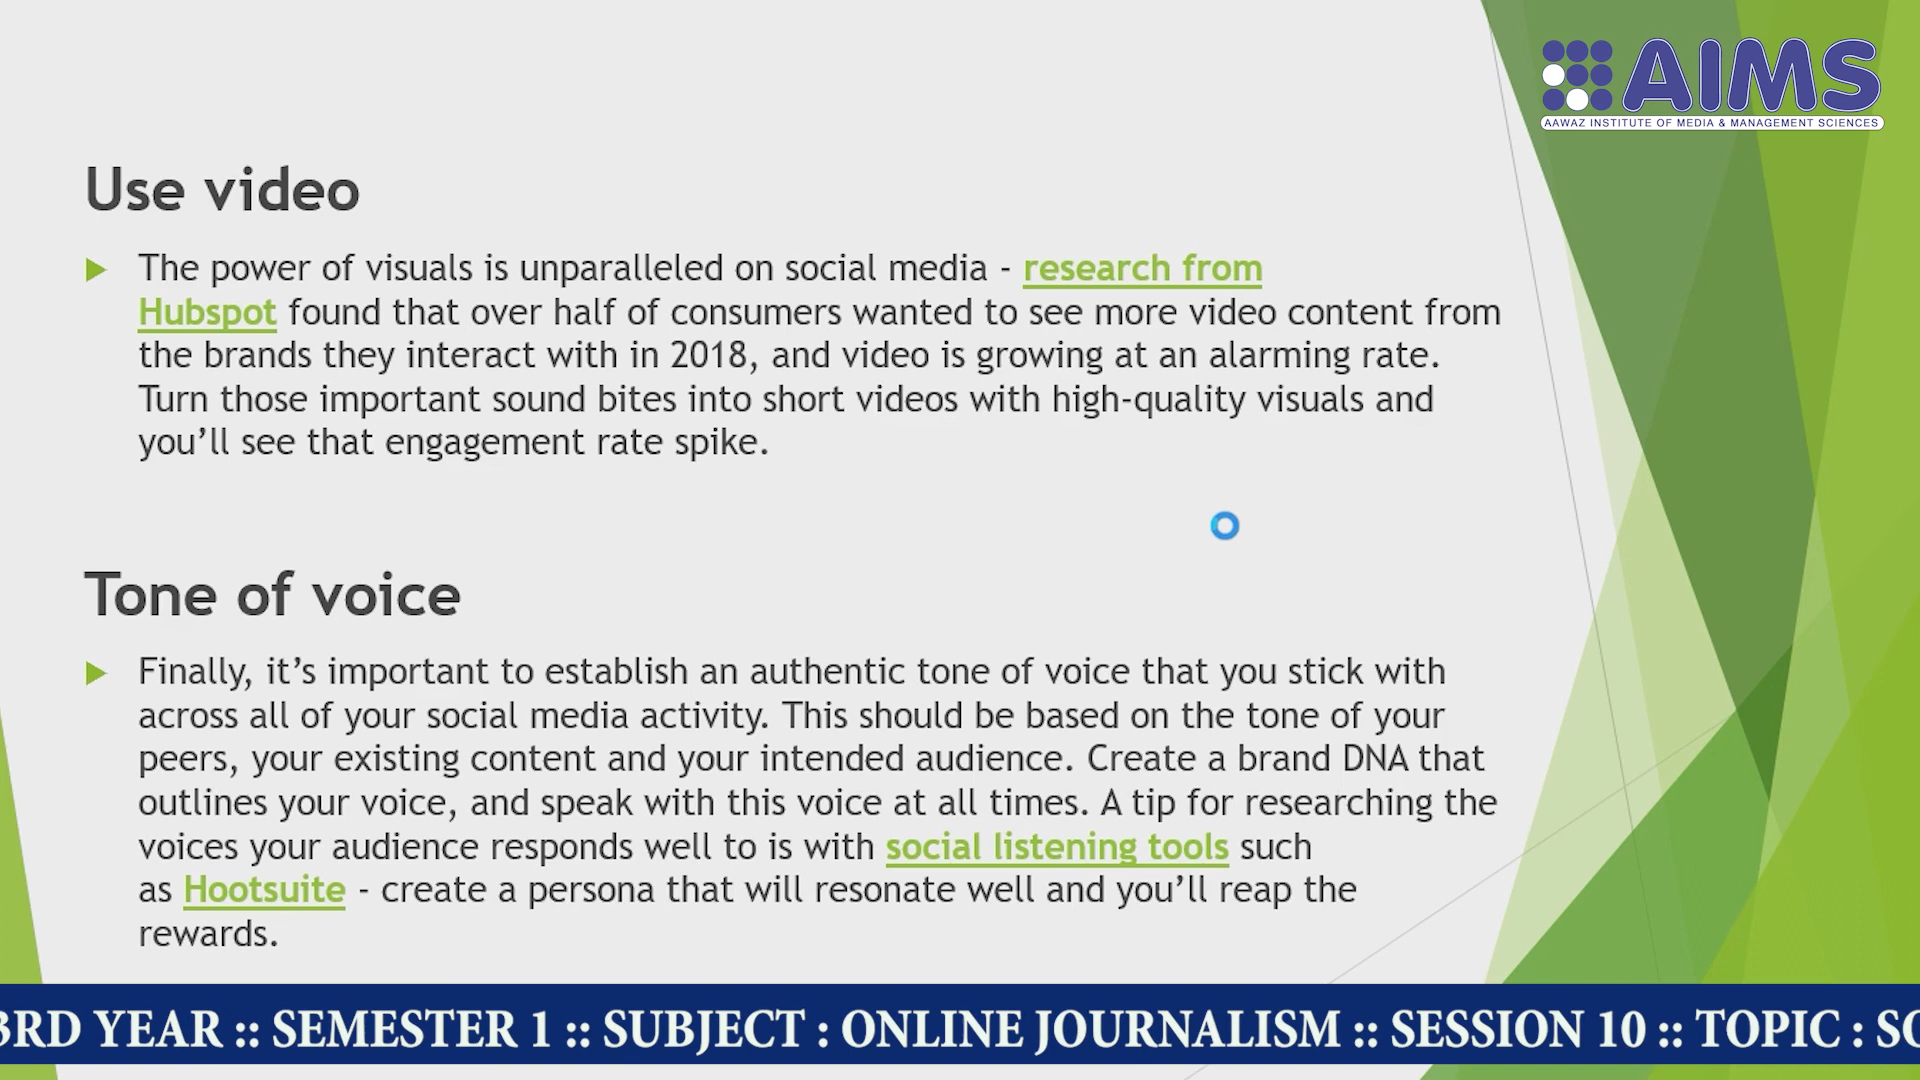 AIMS
AAWAZ INSTITUTE OF MEDIA & MANAGEMENT SCIENCES
Use video
The power of visuals is unparalleled on social media - research from
Hubspot found that over half of consumers wanted to see more video content from
the brands they interact with in 2018, and video is growing at an alarming rate.
Turn those important sound bites into short videos with high-quality visuals and
you’ll see that engagement rate spike.
Tone of voice
Finally, it’s important to establish an authentic tone of voice that you stick with
across all of your social media activity. This should be based on the tone of your
peers, your existing content and your intended audience. Create a brand DNA that
outlines your voice, and speak with this voice at all times. A tip for researching the
voices your audience responds well to is with social listening tools such
as Hootsuite - create a persona that will resonate well and you’ll reap the
rewards.
3RD YEAR :: SEMESTER 1 :: SUBJECT : ONLINE JOURNALISM :: SESSION 10 :: TOPIC : SO